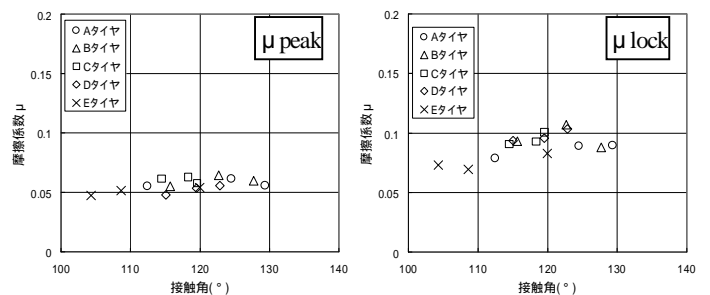 0.2
0.15
0.1
0.05
0
摩擦係数 μ
Aタイヤ
Bタイヤ
Cタイヤ
Dタイヤ
Eタイヤ
μ peak
100 110 120 130 140
接触角(°)
0.2
0.15
0.1
0.05
0
摩擦係数 μ
Aタイヤ
Bタイヤ
Cタイヤ
Dタイヤ
Eタイヤ
μ lock
100 110 120 130 140
接触角(°)